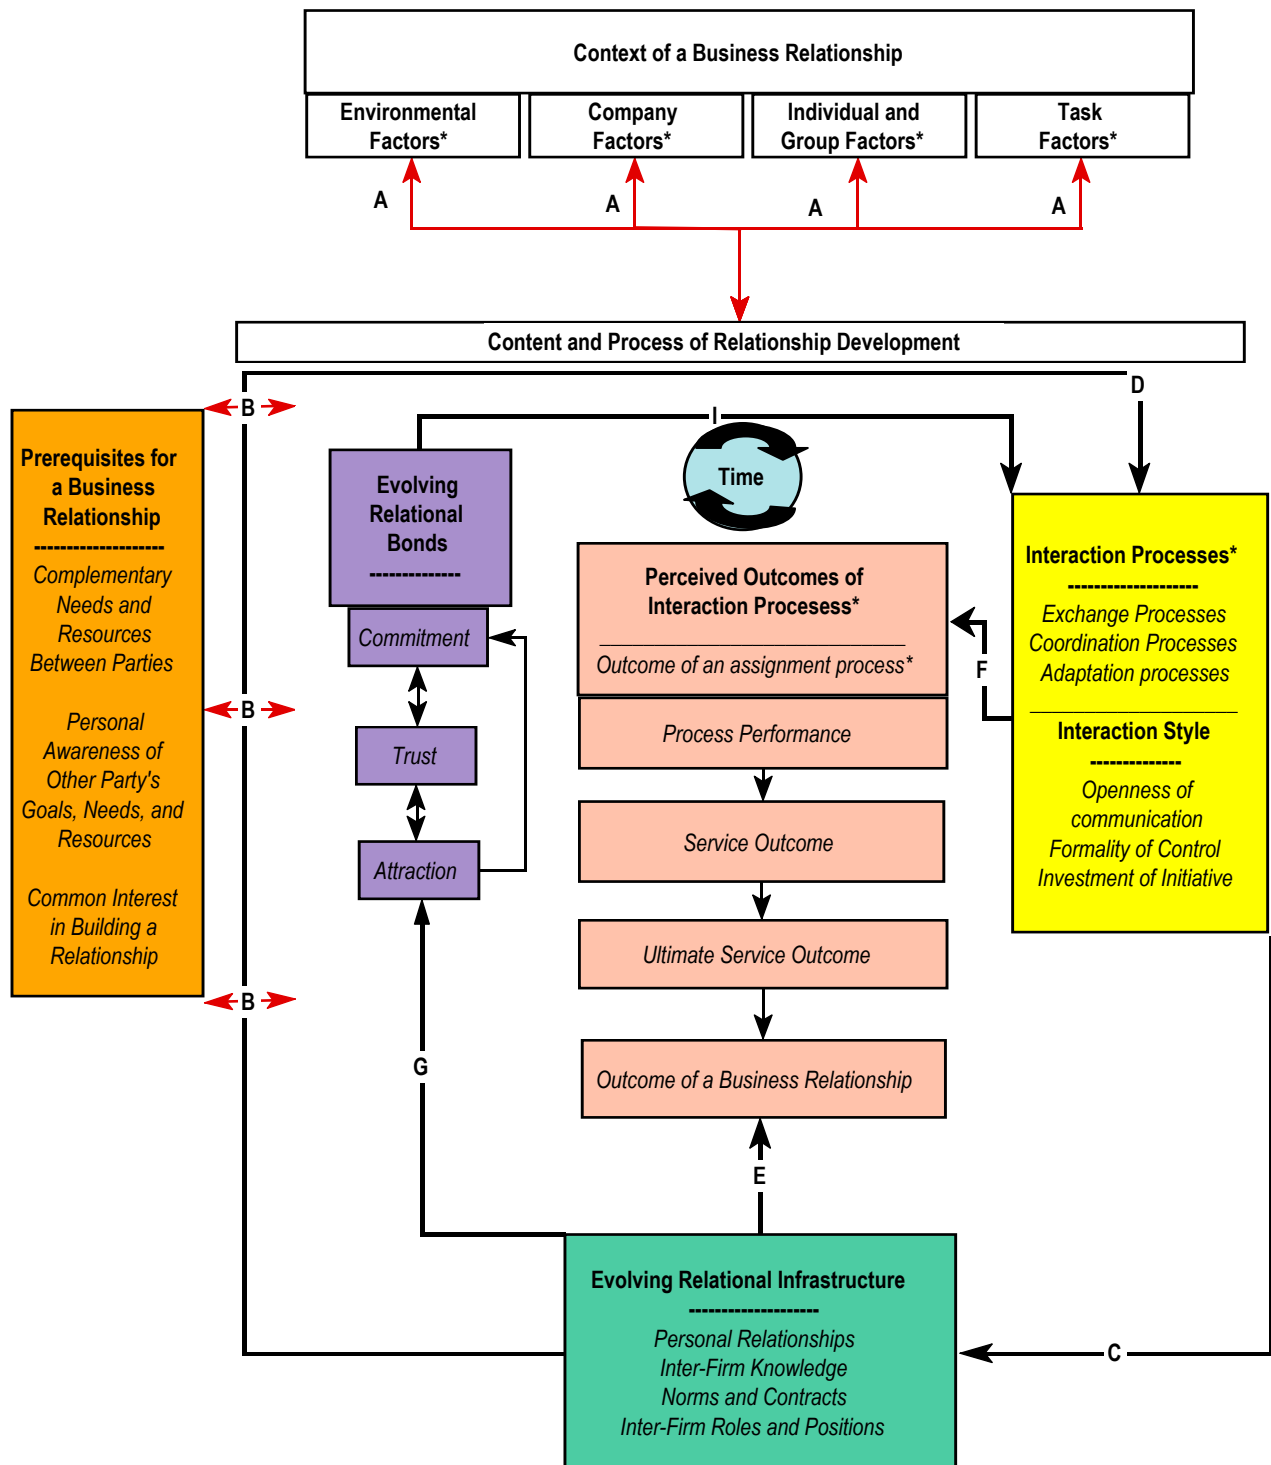 Context of a Business Relationship
Environmental
Factors*
Company
Factors*
Individual and
Group Factors*
Task
Factors*
A
A
A
A
Content and Process of Relationship Development
D
B
I
Prerequisites for
a Business
Relationship
--------------------
Complementary
Needs and
Resources
Between Parties
Personal
Awareness of
Other Party's
Goals, Needs, and
Resources
Common Interest
in Building a
Relationship
B
B
Evolving
Relational
Bonds
--------------
Commitment
Trust
Attraction
G
Time
Perceived Outcomes of
Interaction Procesess*
Outcome of an assignment process*
Process Performance
Service Outcome
Ultimate Service Outcome
Outcome of a Business Relationship
E
F
Interaction Processes*
--------------------
Exchange Processes
Coordination Processes
Adaptation processes
Interaction Style
--------------
Openness of
communication
Formality of Control
Investment of Initiative
Evolving Relational Infrastructure
--------------------
Personal Relationships
Inter-Firm Knowledge
Norms and Contracts
Inter-Firm Roles and Positions
C